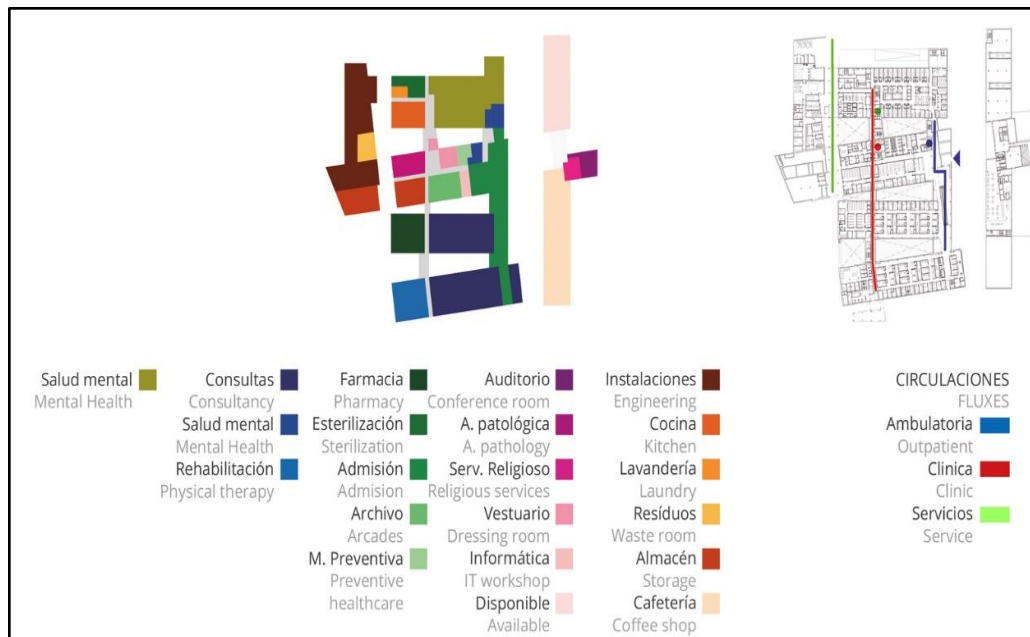 Salud mental
Mental Health
Consultas
Consultancy
Salud mental
Mental Health
Rehabilitación
Physical therapy
Farmacia
Pharmacy
Esterilización
Sterilization
Admisión
Admision
Archivo
Arcades
M. Preventiva
Preventive
healthcare
Auditorio
Conference room
A. patológica
A. pathology
Serv. Religioso
Religious services
Vestuario
Dressing room
Informática
IT workshop
Disponible
Available
Instalaciones
Engineering
Cocina
Kitchen
Lavandería
Laundry
Resíduos
Waste room
Almacén
Storage
Cafetería
Coffee shop
CIRCULACIONES
FLUXES
Ambulatoria
Outpatient
Clinica
Clinic
Servicios
Service